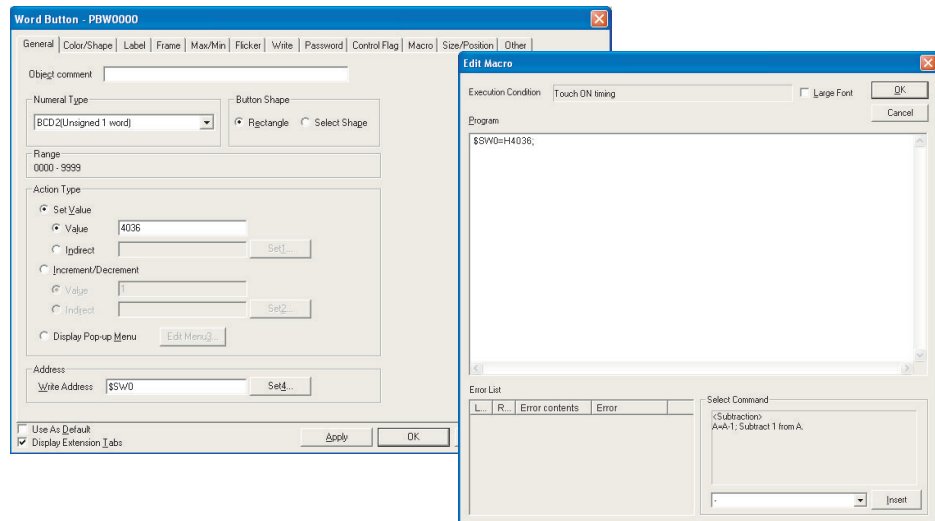 Word Button - PBW0000
General Color/Shape Label Frame Max/Min Flicker Write Password Control Flag Macro Size/Position Other
Object comment
Numeral Type
BCD2(Unsigned 1 word)
Button Shape
Rectangle Select Shape
Range
0000 - 9999
Action Type
Set Value
Value 4036
Indirect Set1...
Increment/Decrement
Value 1
Indirect Set2...
Display Pop-up Menu Edit Menu3...
Address
Write Address $SW0 Set4...
Use As Default
Display Extension Tabs
Apply OK
Edit Macro
Execution Condition Touch ON timing Large Font OK
Cancel
Program
$SW0=H4036;
Error List
L... R... Error contents Error
Select Command
<Subtraction>
A=A-1; Subtract 1 from A.
- Insert